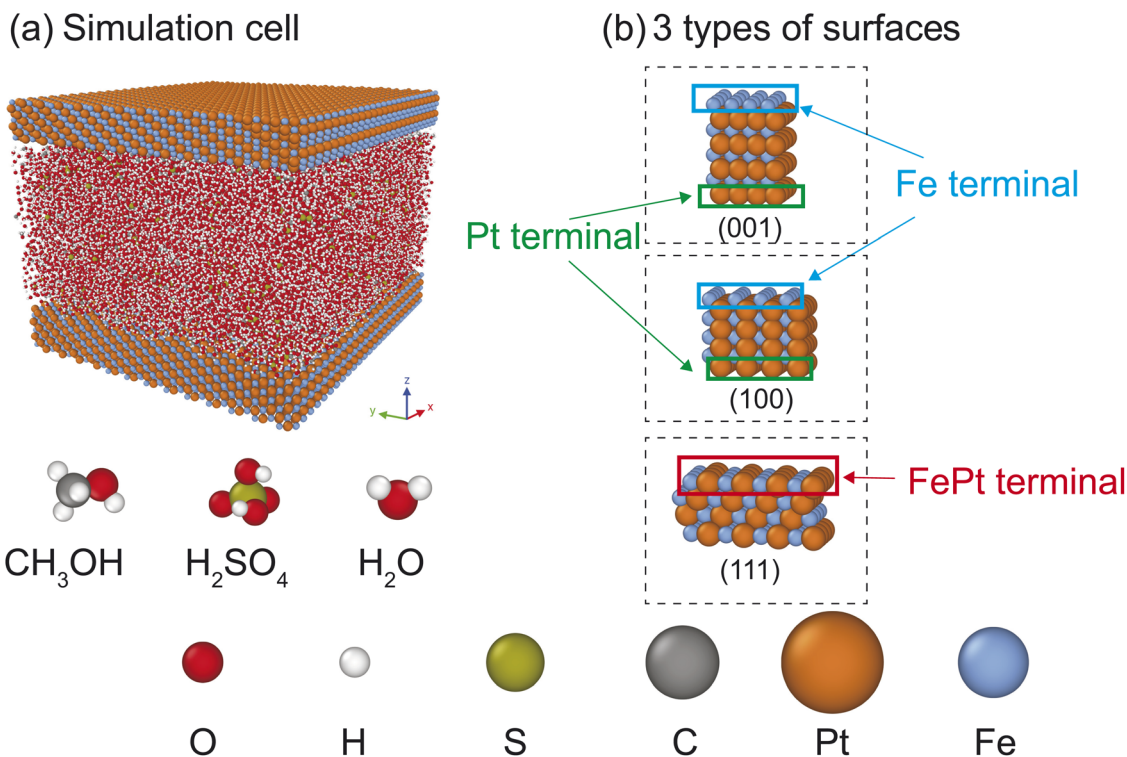 (a) Simulation cell
(b) 3 types of surfaces
Fe terminal
Pt terminal
(001)
(100)
FePt terminal
(111)
z
y
x
CH₃OH
H₂SO₄
H₂O
O
H
S
C
Pt
Fe